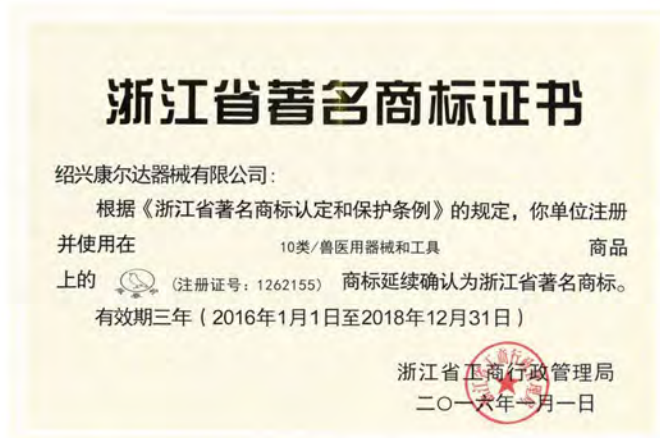 浙江省著名商标证书
绍兴康尔达器械有限公司：
根据《浙江省著名商标认定和保护条例》的规定，你单位注册
并使用在 10类/兽医用器械和工具 商品
上的 （注册证号：1262155） 商标延续确认为浙江省著名商标。
有效期三年（2016年1月1日至2018年12月31日）
浙江省工商行政管理局
二〇一六年一月一日